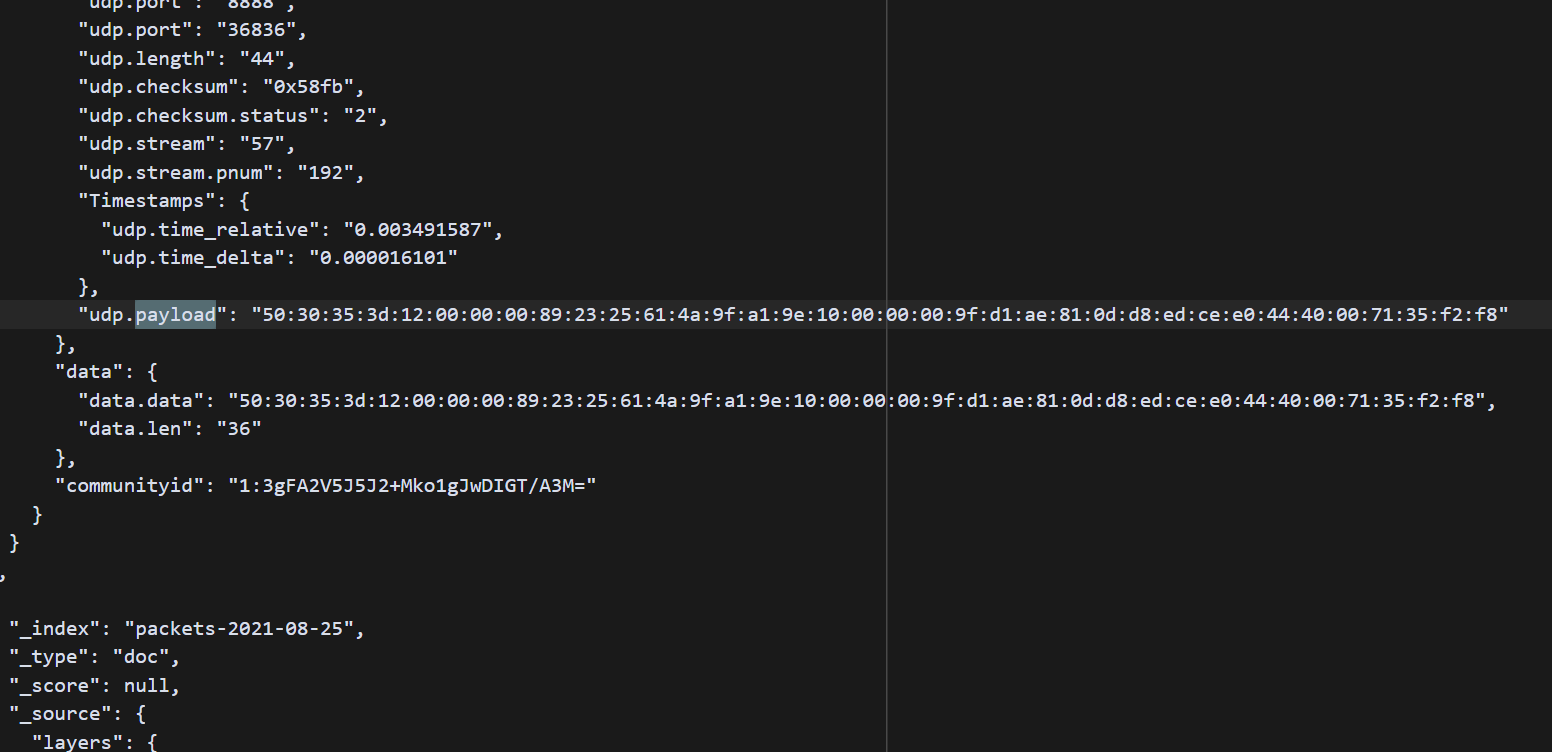 "udp.port": "8888",
"udp.port": "36836",
"udp.length": "44",
"udp.checksum": "0x58fb",
"udp.checksum.status": "2",
"udp.stream": "57",
"udp.stream.pnum": "192",
"Timestamps": {
"udp.time_relative": "0.003491587",
"udp.time_delta": "0.000016101"
},
"udp.payload": "50:30:35:3d:12:00:00:00:89:23:25:61:4a:9f:a1:9e:10:00:00:00:9f:d1:ae:81:0d:d8:ed:ce:e0:44:40:00:71:35:f2:f8"
},
"data": {
"data.data": "50:30:35:3d:12:00:00:00:89:23:25:61:4a:9f:a1:9e:10:00:00:00:9f:d1:ae:81:0d:d8:ed:ce:e0:44:40:00:71:35:f2:f8",
"data.len": "36"
},
"communityid": "1:3gFA2V5J5J2+Mko1gJwDIGT/A3M="
}
}
,
"_index": "packets-2021-08-25",
"_type": "doc",
"_score": null,
"_source": {
"layers": {